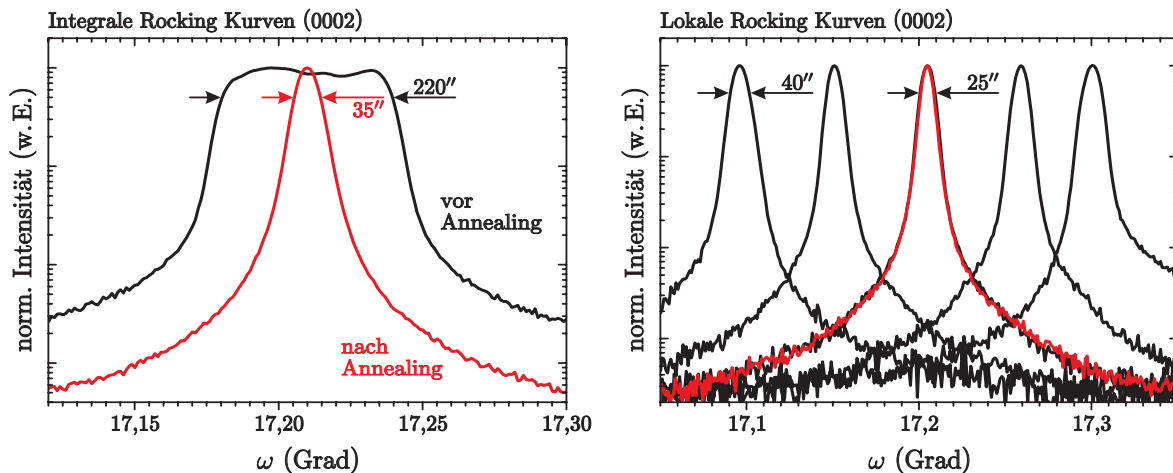 Integrale Rocking Kurven (0002)
norm. Intensität (w. E.)
220″
35″
vor
Annealing
nach
Annealing
17,15 17,20 17,25 17,30
ω (Grad)
Lokale Rocking Kurven (0002)
norm. Intensität (w. E.)
40″ 25″
17,1 17,2 17,3
ω (Grad)